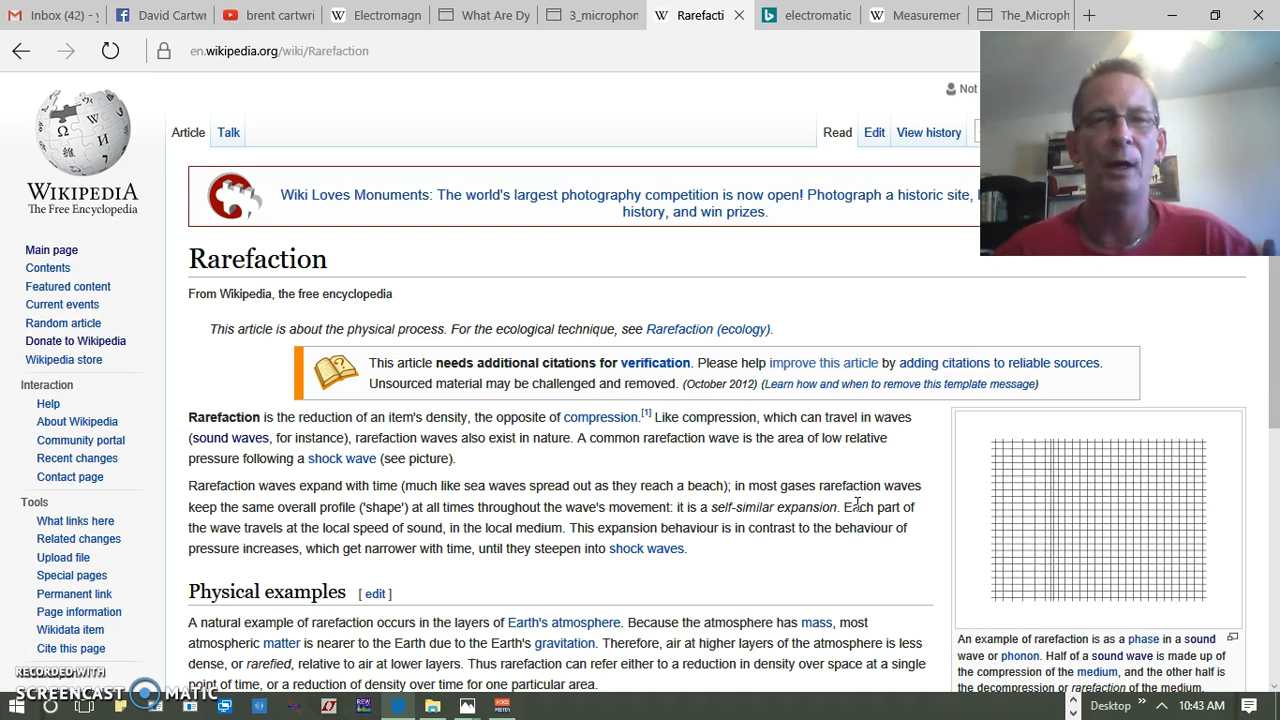 Inbox (42) - y
David Cartw
brent cartwri
Electromagn
What Are Dy
3_microphon
Rarefacti
electromatic
Measuremer
The_Microph
en.wikipedia.org/wiki/Rarefaction
Not
WIKIPEDIA
The Free Encyclopedia
Article
Talk
Read
Edit
View history
Wiki Loves Monuments: The world's largest photography competition is now open! Photograph a historic site,
history, and win prizes.
Main page
Contents
Featured content
Current events
Random article
Donate to Wikipedia
Wikipedia store
Interaction
Help
About Wikipedia
Community portal
Recent changes
Contact page
Tools
What links here
Related changes
Upload file
Special pages
Permanent link
Page information
Wikidata item
Cite this page
Rarefaction
From Wikipedia, the free encyclopedia
This article is about the physical process. For the ecological technique, see Rarefaction (ecology).
This article needs additional citations for verification. Please help improve this article by adding citations to reliable sources.
Unsourced material may be challenged and removed. (October 2012) (Learn how and when to remove this template message)
Rarefaction is the reduction of an item's density, the opposite of compression.[1] Like compression, which can travel in waves
(sound waves, for instance), rarefaction waves also exist in nature. A common rarefaction wave is the area of low relative
pressure following a shock wave (see picture).
Rarefaction waves expand with time (much like sea waves spread out as they reach a beach); in most gases rarefaction waves
keep the same overall profile ('shape') at all times throughout the wave's movement: it is a self-similar expansion. Each part of
the wave travels at the local speed of sound, in the local medium. This expansion behaviour is in contrast to the behaviour of
pressure increases, which get narrower with time, until they steepen into shock waves.
Physical examples [ edit ]
A natural example of rarefaction occurs in the layers of Earth's atmosphere. Because the atmosphere has mass, most
atmospheric matter is nearer to the Earth due to the Earth's gravitation. Therefore, air at higher layers of the atmosphere is less
dense, or rarefied, relative to air at lower layers. Thus rarefaction can refer either to a reduction in density over space at a single
point of time, or a reduction of density over time for one particular area.
An example of rarefaction is as a phase in a sound
wave or phonon. Half of a sound wave is made up of
the compression of the medium, and the other half is
the decompression or rarefaction of the medium.
RECORDED WITH
SCREENCAST MATIC
Desktop
10:43 AM